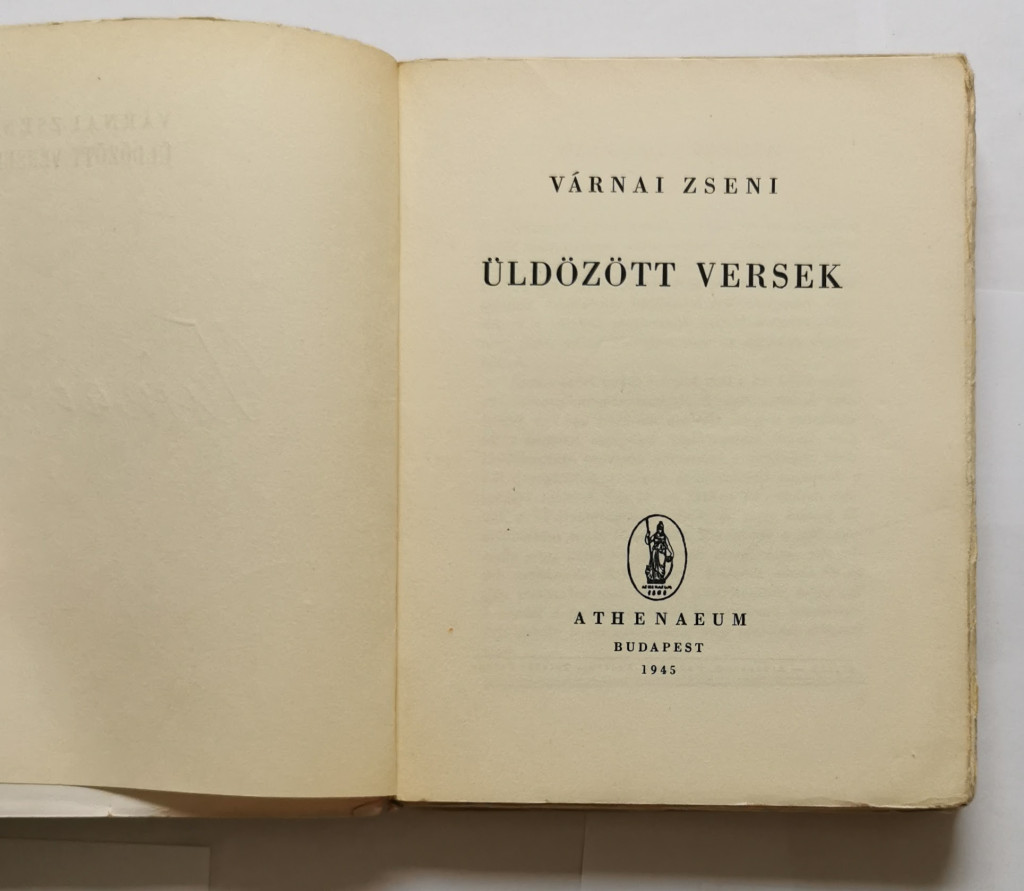 VÁRNAI ZSENI
ÜLDÖZÖTT VERSEK
ATHENAEUM
BUDAPEST
1945